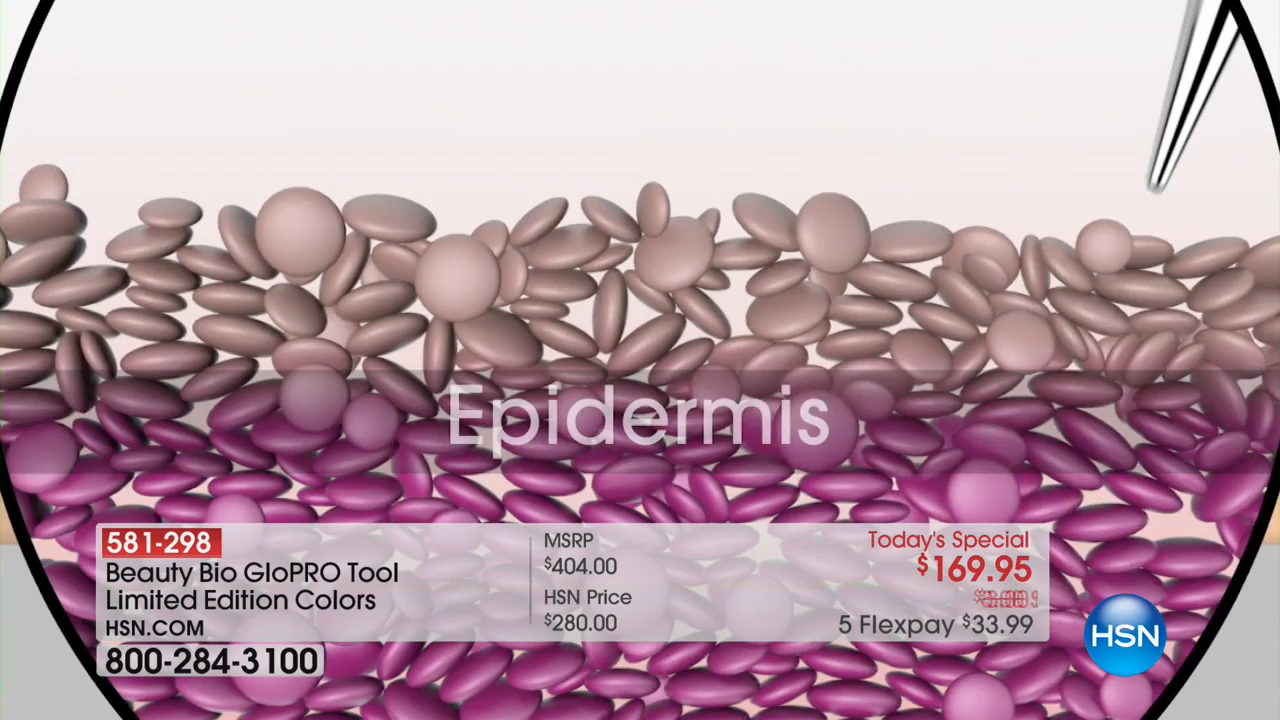 Epidermis
581-298
Beauty Bio GloPRO Tool
Limited Edition Colors
HSN.COM
800-284-3100
MSRP
$404.00
HSN Price
$280.00
Today's Special
$169.95
5 Flexpay $33.99
HSN